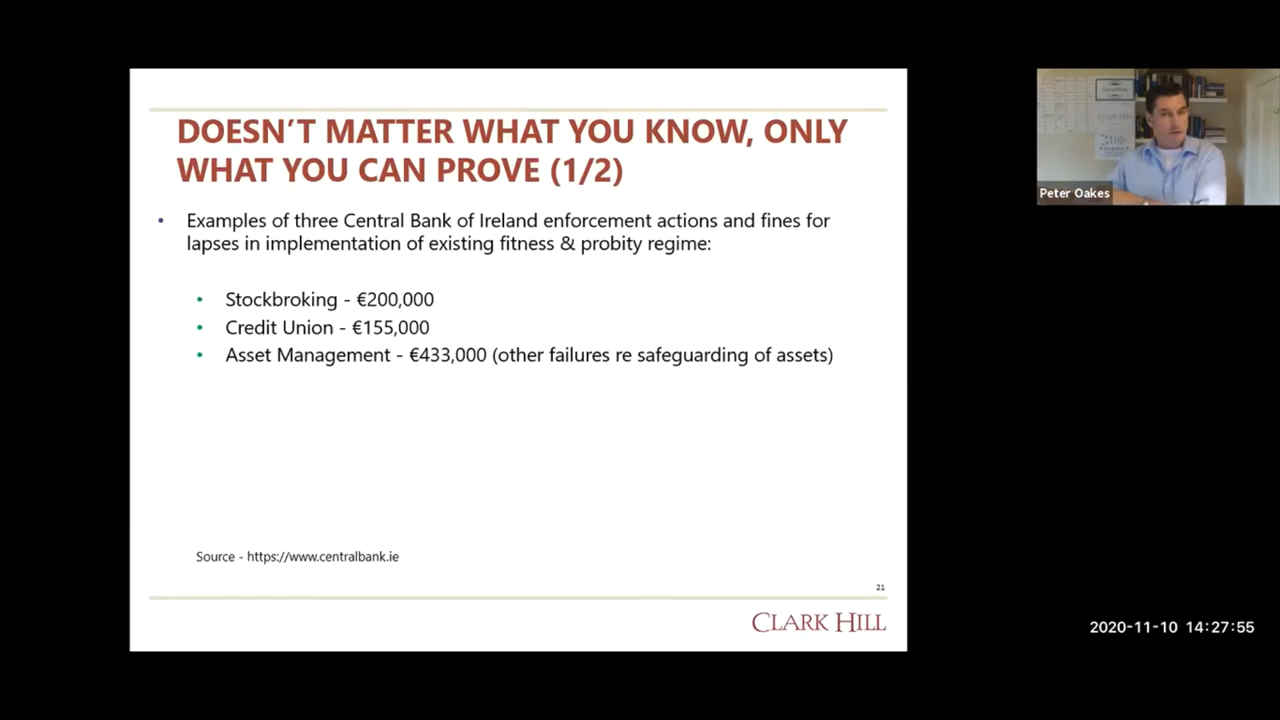 DOESN’T MATTER WHAT YOU KNOW, ONLY
WHAT YOU CAN PROVE (1/2)
• Examples of three Central Bank of Ireland enforcement actions and fines for
lapses in implementation of existing fitness & probity regime:
• Stockbroking - €200,000
• Credit Union - €155,000
• Asset Management - €433,000 (other failures re safeguarding of assets)
Source - https://www.centralbank.ie
21
CLARK HILL
Peter Oakes
2020-11-10 14:27:55